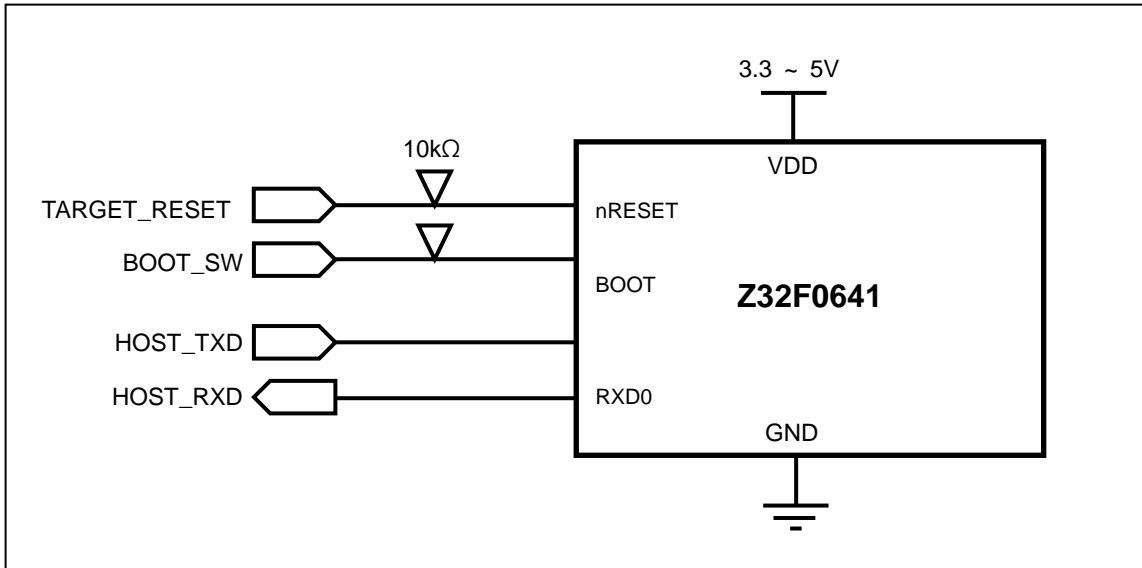 3.3 ~ 5V
VDD
10kΩ
TARGET_RESET
nRESET
BOOT_SW
BOOT
Z32F0641
HOST_TXD
HOST_RXD
RXD0
GND